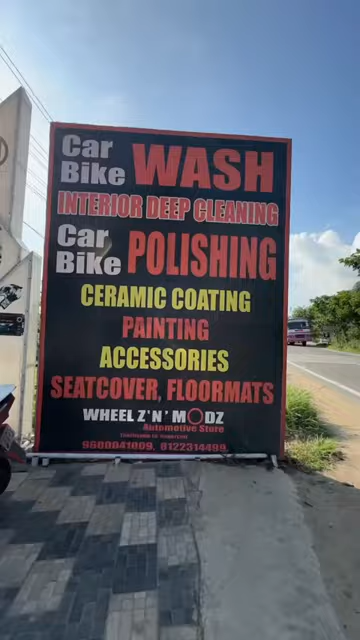 Car
Bike WASH
INTERIOR DEEP CLEANING
Car
Bike POLISHING
CERAMIC COATING
PAINTING
ACCESSORIES
SEATCOVER, FLOORMATS
WHEEL Z'N' MODZ
Automotive Store
9600041009, 8122314499